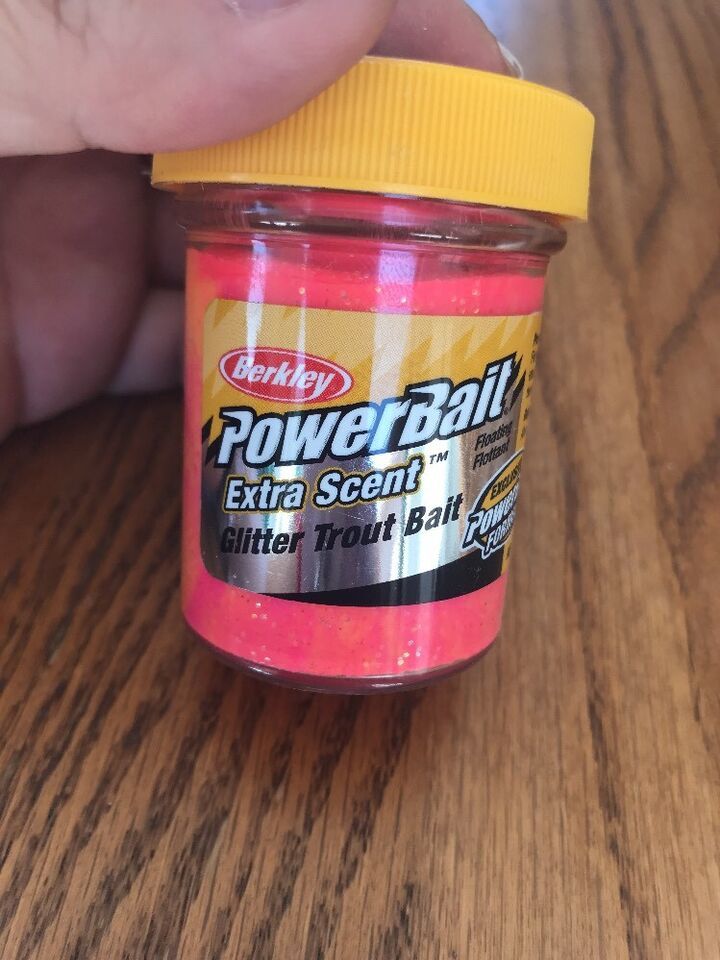 Berkley
PowerBait
Extra Scent™
Glitter Trout Bait
Floating
Flottant